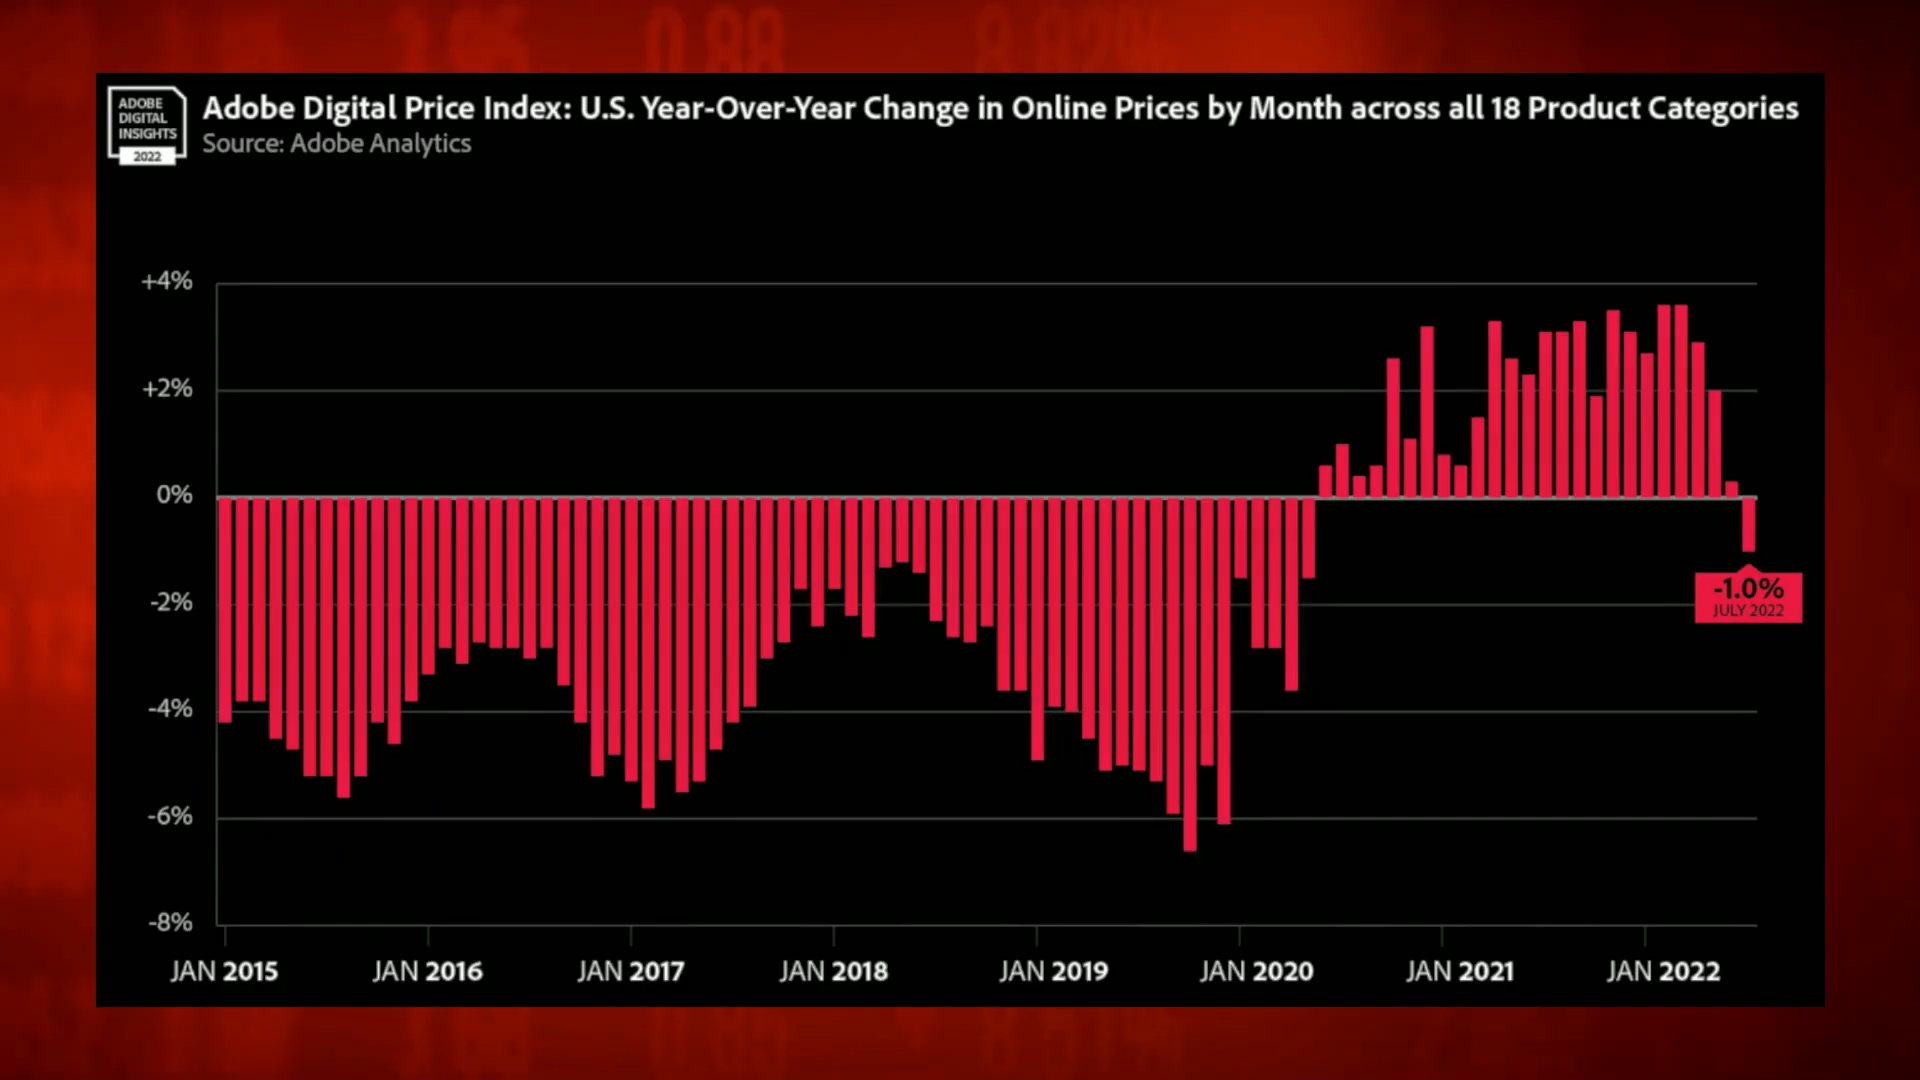 ADOBE
DIGITAL
INSIGHTS
2022
Adobe Digital Price Index: U.S. Year-Over-Year Change in Online Prices by Month across all 18 Product Categories
Source: Adobe Analytics
+4%
+2%
0%
-2%
-4%
-6%
-8%
-1.0%
JULY 2022
JAN 2015
JAN 2016
JAN 2017
JAN 2018
JAN 2019
JAN 2020
JAN 2021
JAN 2022